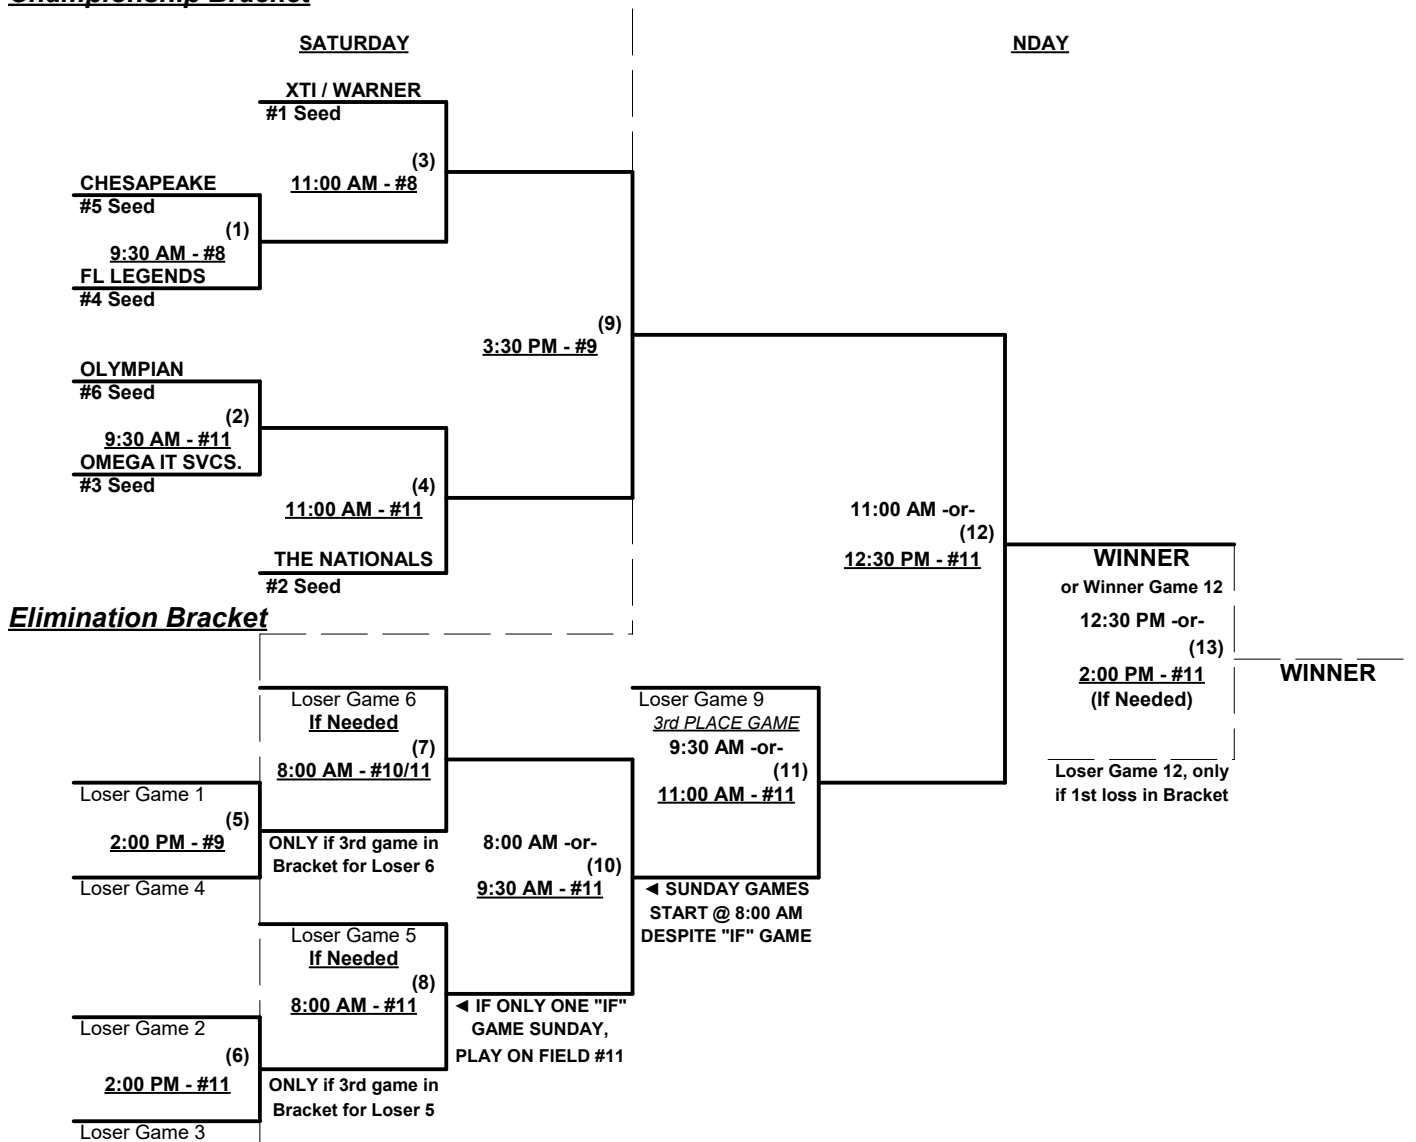 Championship Bracket
SATURDAY
NDAY
XTI / WARNER
#1 Seed
(3)
11:00 AM - #8
CHESAPEAKE
#5 Seed
(1)
9:30 AM - #8
FL LEGENDS
#4 Seed
(9)
3:30 PM - #9
OLYMPIAN
#6 Seed
(2)
9:30 AM - #11
OMEGA IT SVCS.
#3 Seed
(4)
11:00 AM - #11
THE NATIONALS
#2 Seed
11:00 AM -or-
(12)
12:30 PM - #11
WINNER
or Winner Game 12
12:30 PM -or-
(13)
2:00 PM - #11
(If Needed)
WINNER
Loser Game 12, only
if 1st loss in Bracket
Elimination Bracket
Loser Game 6
If Needed
(7)
8:00 AM - #10/11
Loser Game 1
(5)
2:00 PM - #9
Loser Game 4
ONLY if 3rd game in
Bracket for Loser 6
Loser Game 9
3rd PLACE GAME
9:30 AM -or-
(11)
11:00 AM - #11
8:00 AM -or-
(10)
9:30 AM - #11
◄ SUNDAY GAMES
START @ 8:00 AM
DESPITE "IF" GAME
Loser Game 5
If Needed
(8)
8:00 AM - #11
◄ IF ONLY ONE "IF"
GAME SUNDAY,
PLAY ON FIELD #11
Loser Game 2
(6)
2:00 PM - #11
Loser Game 3
ONLY if 3rd game in
Bracket for Loser 5